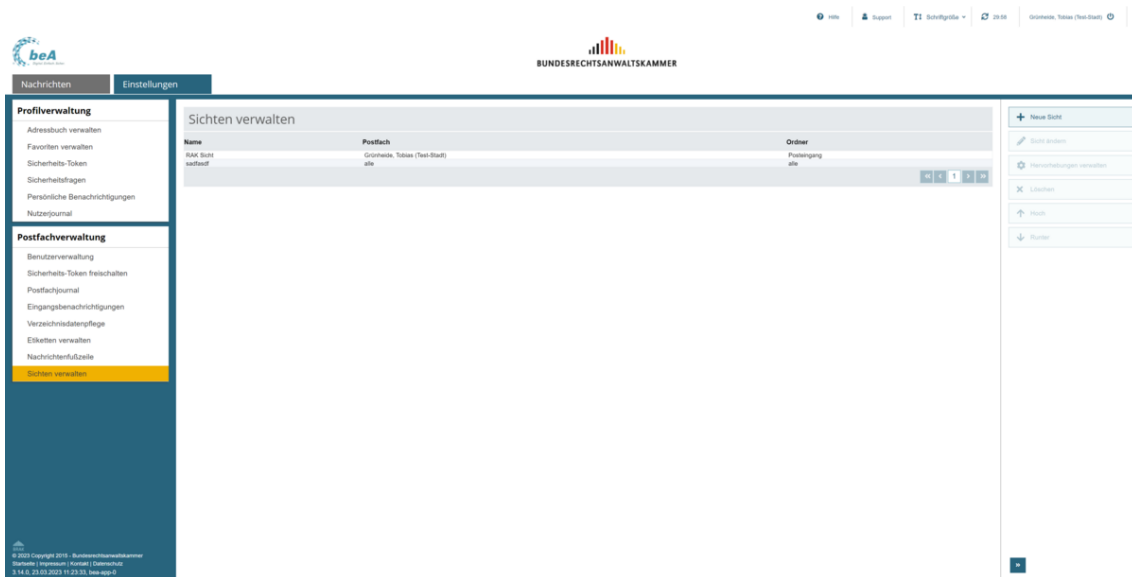 Hilfe Support Schriftgröße 29:59 Grünheide, Tobias (Test-Stadt)
beA
BUNDESRECHTSANWALTSKAMMER
Nachrichten Einstellungen
Profilverwaltung
Adressbuch verwalten
Favoriten verwalten
Sicherheits-Token
Sicherheitsfragen
Persönliche Benachrichtigungen
Nutzerjournal
Postfachverwaltung
Benutzerverwaltung
Sicherheits-Token freischalten
Postfachjournal
Eingangsbenachrichtigungen
Verzeichnisdatenpflege
Etiketten verwalten
Nachrichtenfußzeile
Sichten verwalten
Sichten verwalten
Name Postfach Ordner
RAK Sicht Grünheide, Tobias (Test-Stadt) Posteingang
sadfasdf alle alle
« ‹ 1 › »
Neue Sicht
Sicht ändern
Hervorhebungen verwalten
Löschen
Hoch
Runter
© 2023 Copyright 2015 - Bundesrechtsanwaltskammer
Startseite | Impressum | Kontakt | Datenschutz
3.14.0, 23.03.2023 11:23:33, bea-app-0
»